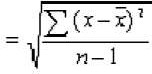 = √(∑(x-x̄)²/(n-1))